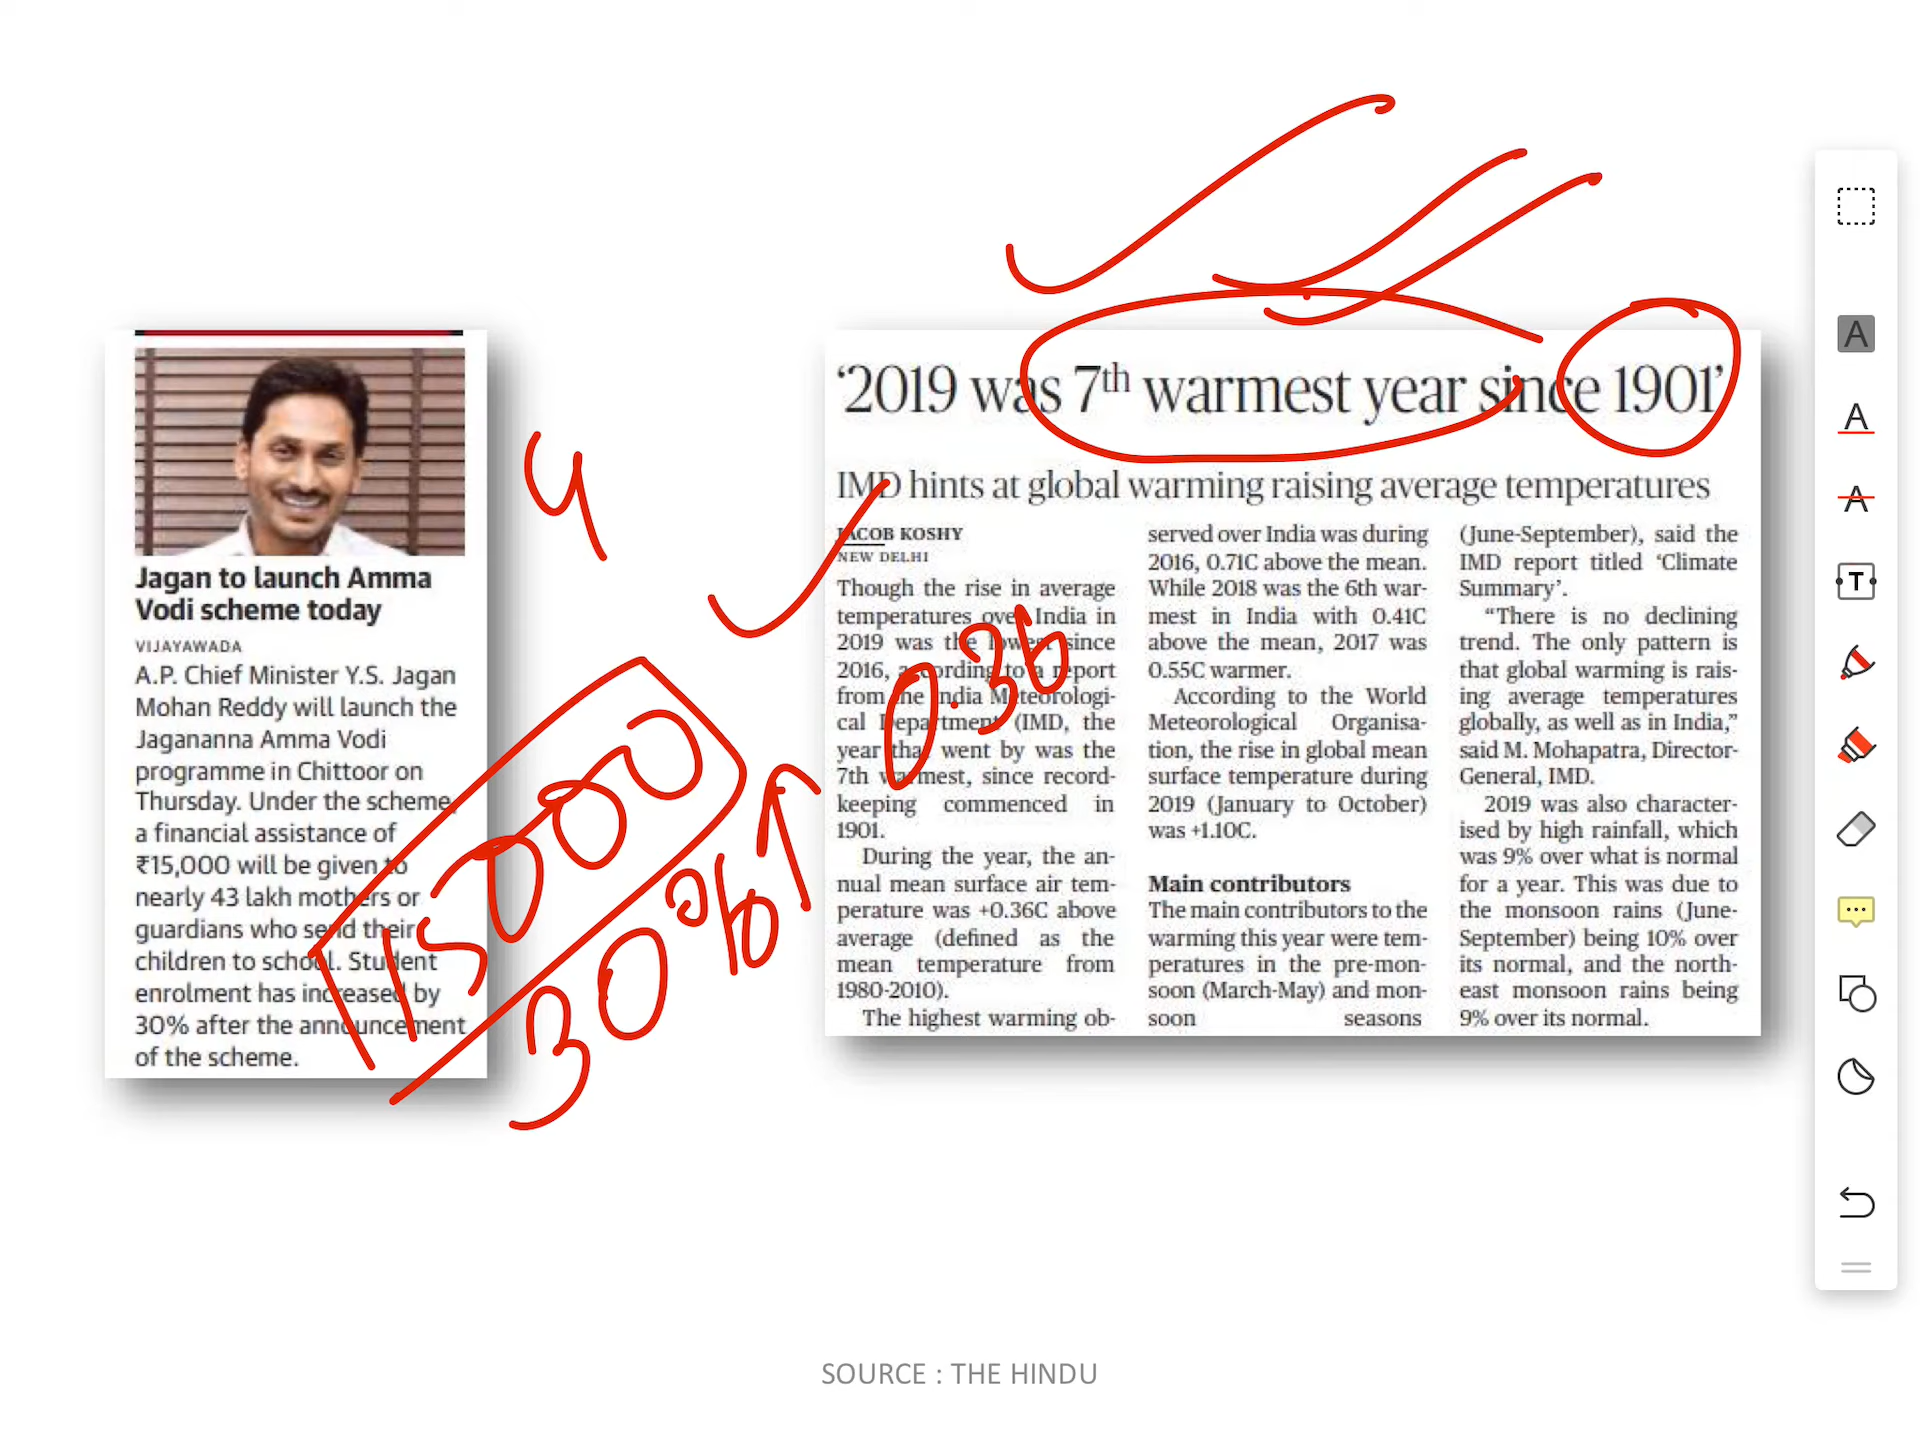 Jagan to launch Amma
Vodi scheme today
VIJAYAWADA
A.P. Chief Minister Y.S. Jagan
Mohan Reddy will launch the
Jagananna Amma Vodi
programme in Chittoor on
Thursday. Under the scheme,
a financial assistance of
₹15,000 will be given to
nearly 43 lakh mothers or
guardians who send their
children to school. Student
enrolment has increased by
30% after the announcement
of the scheme.
4
15000
30%↑
‘2019 was 7th warmest year since 1901’
IMD hints at global warming raising average temperatures
JACOB KOSHY
NEW DELHI
Though the rise in average
temperatures over India in
2019 was the lowest since
2016, according to a report
from the India Meteorologi-
cal Department (IMD, the
year that went by was the
7th warmest, since record-
keeping commenced in
1901.
During the year, the an-
nual mean surface air tem-
perature was +0.36C above
average (defined as the
mean temperature from
1980-2010).
The highest warming ob-
served over India was during
2016, 0.71C above the mean.
While 2018 was the 6th war-
mest in India with 0.41C
above the mean, 2017 was
0.55C warmer.
According to the World
Meteorological Organisa-
tion, the rise in global mean
surface temperature during
2019 (January to October)
was +1.10C.
Main contributors
The main contributors to the
warming this year were tem-
peratures in the pre-mon-
soon (March-May) and mon-
soon seasons
(June-September), said the
IMD report titled ‘Climate
Summary’.
“There is no declining
trend. The only pattern is
that global warming is rais-
ing average temperatures
globally, as well as in India,”
said M. Mohapatra, Director-
General, IMD.
2019 was also character-
ised by high rainfall, which
was 9% over what is normal
for a year. This was due to
the monsoon rains (June-
September) being 10% over
its normal, and the north-
east monsoon rains being
9% over its normal.
0.36
A
A
A
T
SOURCE : THE HINDU